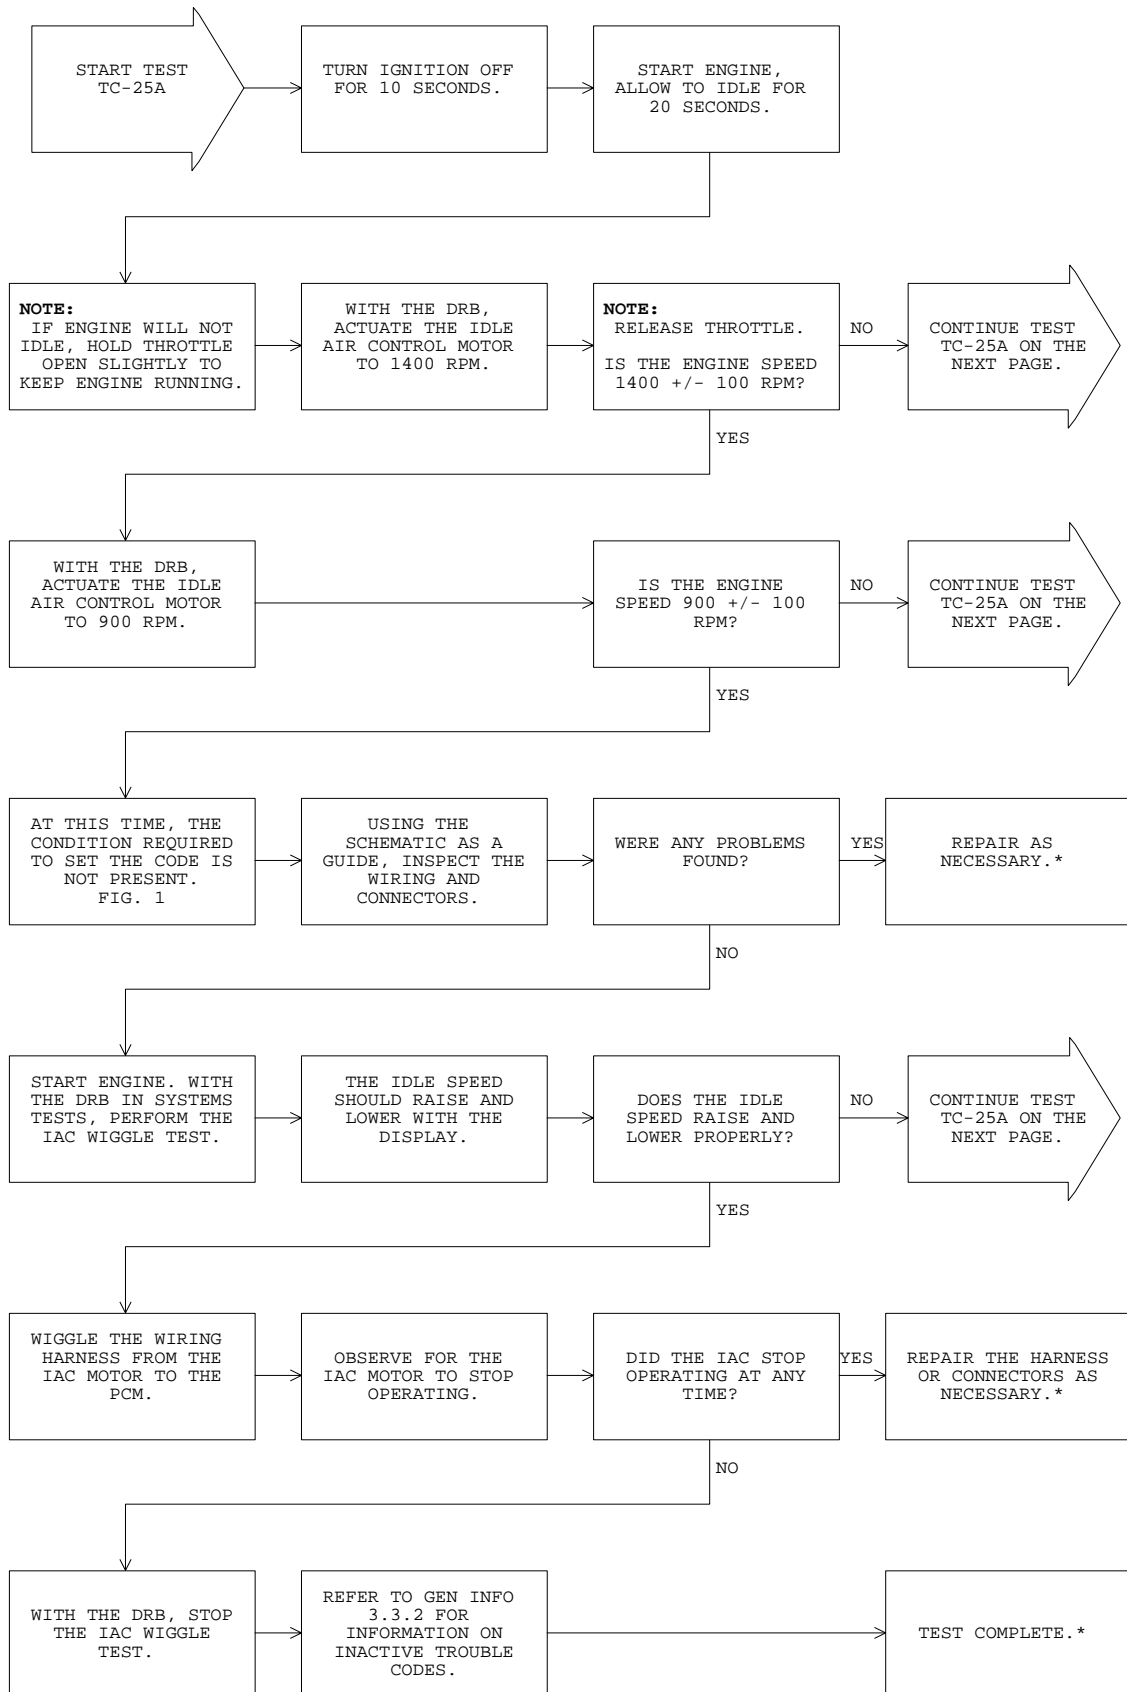 START TEST
TC-25A
TURN IGNITION OFF
FOR 10 SECONDS.
START ENGINE,
ALLOW TO IDLE FOR
20 SECONDS.
NOTE:
IF ENGINE WILL NOT
IDLE, HOLD THROTTLE
OPEN SLIGHTLY TO
KEEP ENGINE RUNNING.
WITH THE DRB,
ACTUATE THE IDLE
AIR CONTROL MOTOR
TO 1400 RPM.
NOTE:
RELEASE THROTTLE.
IS THE ENGINE SPEED
1400 +/- 100 RPM?
NO
CONTINUE TEST
TC-25A ON THE
NEXT PAGE.
YES
WITH THE DRB,
ACTUATE THE IDLE
AIR CONTROL MOTOR
TO 900 RPM.
IS THE ENGINE
SPEED 900 +/- 100
RPM?
NO
CONTINUE TEST
TC-25A ON THE
NEXT PAGE.
YES
AT THIS TIME, THE
CONDITION REQUIRED
TO SET THE CODE IS
NOT PRESENT.
FIG. 1
USING THE
SCHEMATIC AS A
GUIDE, INSPECT THE
WIRING AND
CONNECTORS.
WERE ANY PROBLEMS
FOUND?
YES
REPAIR AS
NECESSARY.*
NO
START ENGINE. WITH
THE DRB IN SYSTEMS
TESTS, PERFORM THE
IAC WIGGLE TEST.
THE IDLE SPEED
SHOULD RAISE AND
LOWER WITH THE
DISPLAY.
DOES THE IDLE
SPEED RAISE AND
LOWER PROPERLY?
NO
CONTINUE TEST
TC-25A ON THE
NEXT PAGE.
YES
WIGGLE THE WIRING
HARNESS FROM THE
IAC MOTOR TO THE
PCM.
OBSERVE FOR THE
IAC MOTOR TO STOP
OPERATING.
DID THE IAC STOP
OPERATING AT ANY
TIME?
YES
REPAIR THE HARNESS
OR CONNECTORS AS
NECESSARY.*
NO
WITH THE DRB, STOP
THE IAC WIGGLE
TEST.
REFER TO GEN INFO
3.3.2 FOR
INFORMATION ON
INACTIVE TROUBLE
CODES.
TEST COMPLETE.*